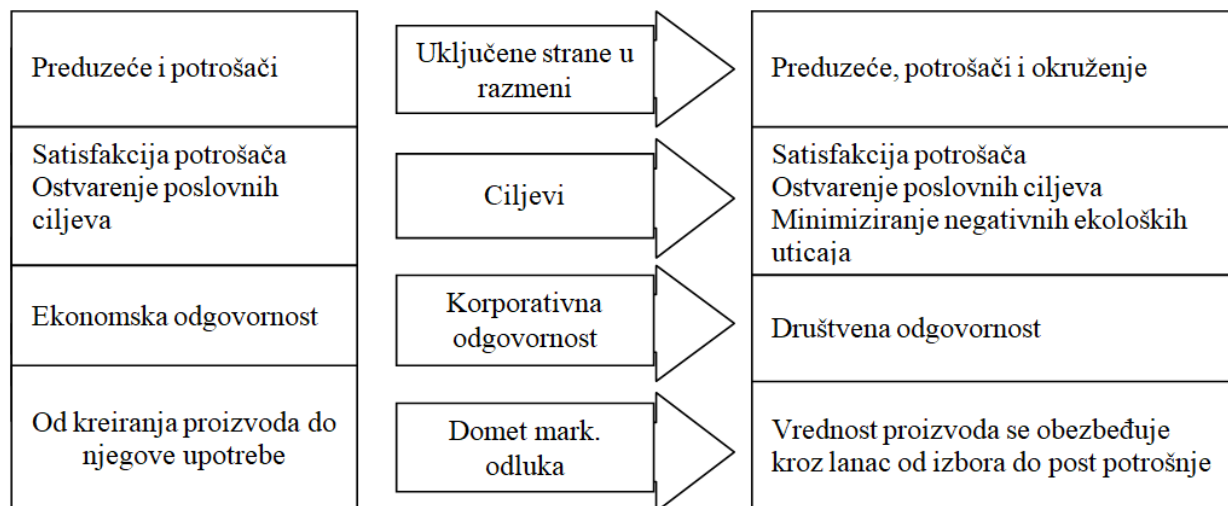 Preduzeće i potrošači
Uključene strane u
razmeni
Preduzeće, potrošači i okruženje
Satisfakcija potrošača
Ostvarenje poslovnih
ciljeva
Ciljevi
Satisfakcija potrošača
Ostvarenje poslovnih ciljeva
Minimiziranje negativnih ekoloških
uticaja
Ekonomska odgovornost
Korporativna
odgovornost
Društvena odgovornost
Od kreiranja proizvoda do
njegove upotrebe
Domet mark.
odluka
Vrednost proizvoda se obezbeđuje
kroz lanac od izbora do post potrošnje